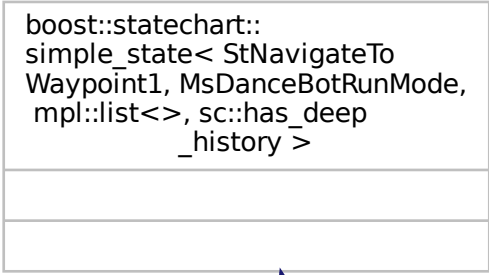 boost::statechart::
simple_state< StNavigateTo
Waypoint1, MsDanceBotRunMode,
mpl::list<>, sc::has_deep
_history >